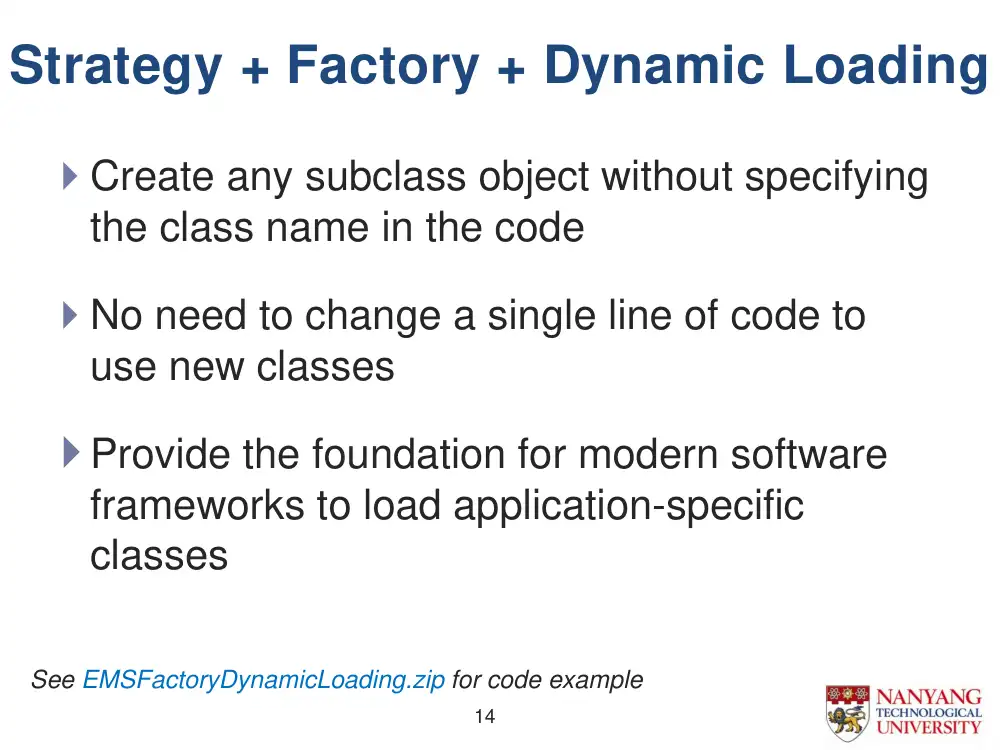 Strategy + Factory + Dynamic Loading
Create any subclass object without specifying
the class name in the code
No need to change a single line of code to
use new classes
Provide the foundation for modern software
frameworks to load application-specific
classes
See EMSFactoryDynamicLoading.zip for code example
14
NANYANG
TECHNOLOGICAL
UNIVERSITY